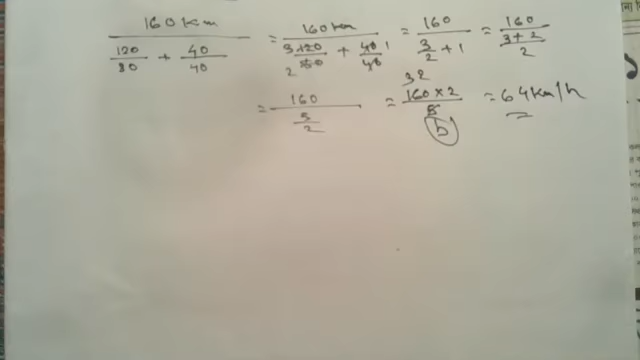 160 Km / (120/80 + 40/40) = 160 Km / (3 120/80 2 + 40/40 1) = 160 / (3/2 + 1) = 160 / ((3+2)/2)
= 160 / (5/2) = 32 160 × 2 / 5 = 64 Km/h
b